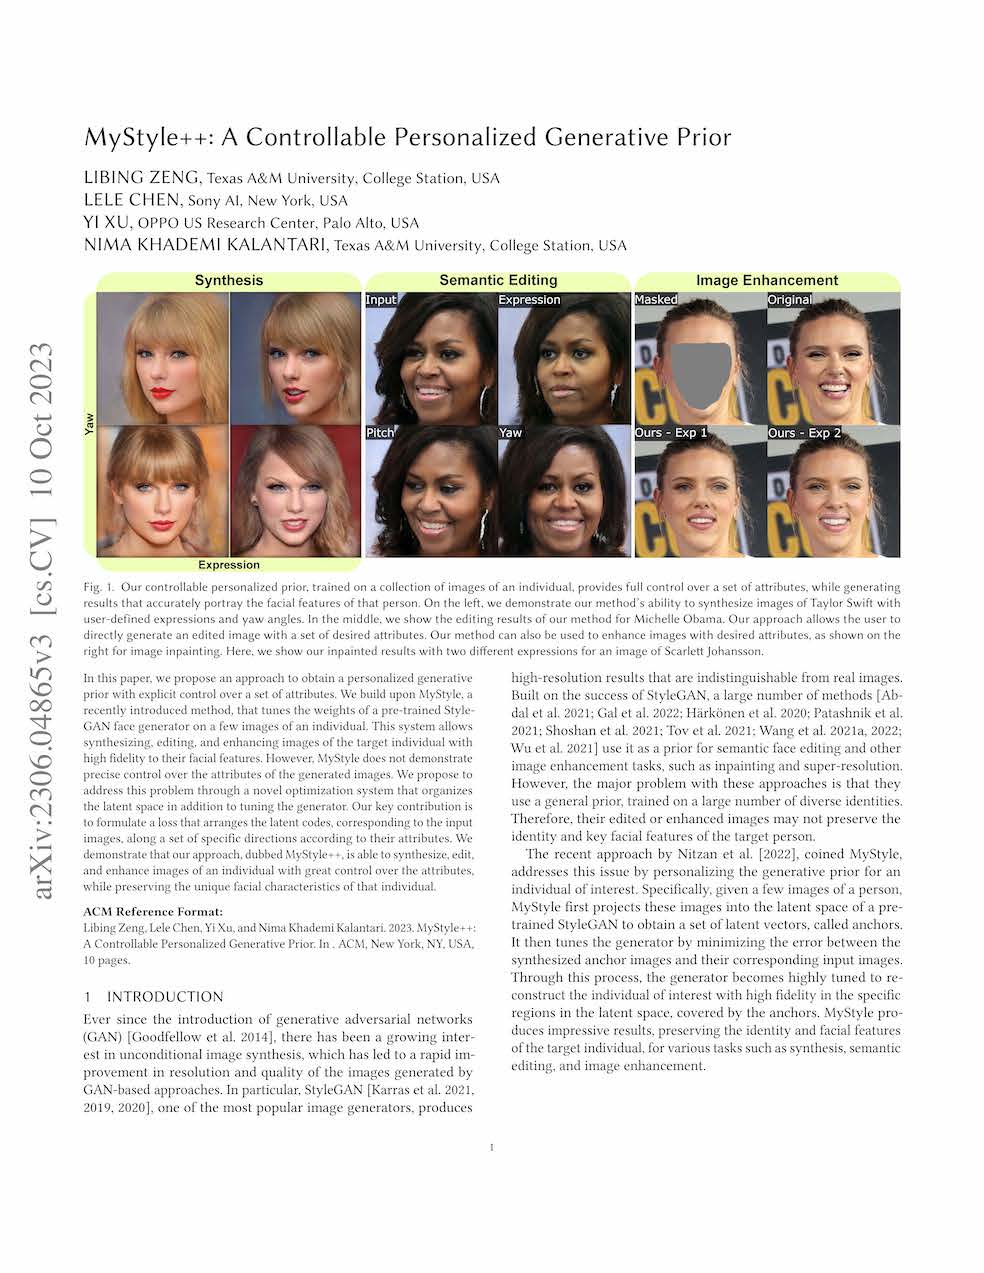 MyStyle++: A Controllable Personalized Generative Prior
LIBING ZENG, Texas A&M University, College Station, USA
LELE CHEN, Sony AI, New York, USA
YI XU, OPPO US Research Center, Palo Alto, USA
NIMA KHADEMI KALANTARI, Texas A&M University, College Station, USA
arXiv:2306.04865v3 [cs.CV] 10 Oct 2023
Synthesis
Semantic Editing
Image Enhancement
Input
Expression
Masked
Original
Yaw
Pitch
Yaw
Ours - Exp 1
Ours - Exp 2
Expression
Fig. 1. Our controllable personalized prior, trained on a collection of images of an individual, provides full control over a set of attributes, while generating
results that accurately portray the facial features of that person. On the left, we demonstrate our method's ability to synthesize images of Taylor Swift with
user-defined expressions and yaw angles. In the middle, we show the editing results of our method for Michelle Obama. Our approach allows the user to
directly generate an edited image with a set of desired attributes. Our method can also be used to enhance images with desired attributes, as shown on the
right for image inpainting. Here, we show our inpainted results with two different expressions for an image of Scarlett Johansson.
In this paper, we propose an approach to obtain a personalized generative
prior with explicit control over a set of attributes. We build upon MyStyle, a
recently introduced method, that tunes the weights of a pre-trained Style-
GAN face generator on a few images of an individual. This system allows
synthesizing, editing, and enhancing images of the target individual with
high fidelity to their facial features. However, MyStyle does not demonstrate
precise control over the attributes of the generated images. We propose to
address this problem through a novel optimization system that organizes
the latent space in addition to tuning the generator. Our key contribution is
to formulate a loss that arranges the latent codes, corresponding to the input
images, along a set of specific directions according to their attributes. We
demonstrate that our approach, dubbed MyStyle++, is able to synthesize, edit,
and enhance images of an individual with great control over the attributes,
while preserving the unique facial characteristics of that individual.
ACM Reference Format:
Libing Zeng, Lele Chen, Yi Xu, and Nima Khademi Kalantari. 2023. MyStyle++:
A Controllable Personalized Generative Prior. In . ACM, New York, NY, USA,
10 pages.
1 INTRODUCTION
Ever since the introduction of generative adversarial networks
(GAN) [Goodfellow et al. 2014], there has been a growing inter-
est in unconditional image synthesis, which has led to a rapid im-
provement in resolution and quality of the images generated by
GAN-based approaches. In particular, StyleGAN [Karras et al. 2021,
2019, 2020], one of the most popular image generators, produces
high-resolution results that are indistinguishable from real images.
Built on the success of StyleGAN, a large number of methods [Ab-
dal et al. 2021; Gal et al. 2022; Härkönen et al. 2020; Patashnik et al.
2021; Shoshan et al. 2021; Tov et al. 2021; Wang et al. 2021a, 2022;
Wu et al. 2021] use it as a prior for semantic face editing and other
image enhancement tasks, such as inpainting and super-resolution.
However, the major problem with these approaches is that they
use a general prior, trained on a large number of diverse identities.
Therefore, their edited or enhanced images may not preserve the
identity and key facial features of the target person.
The recent approach by Nitzan et al. [2022], coined MyStyle,
addresses this issue by personalizing the generative prior for an
individual of interest. Specifically, given a few images of a person,
MyStyle first projects these images into the latent space of a pre-
trained StyleGAN to obtain a set of latent vectors, called anchors.
It then tunes the generator by minimizing the error between the
synthesized anchor images and their corresponding input images.
Through this process, the generator becomes highly tuned to re-
construct the individual of interest with high fidelity in the specific
regions in the latent space, covered by the anchors. MyStyle pro-
duces impressive results, preserving the identity and facial features
of the target individual, for various tasks such as synthesis, semantic
editing, and image enhancement.
1